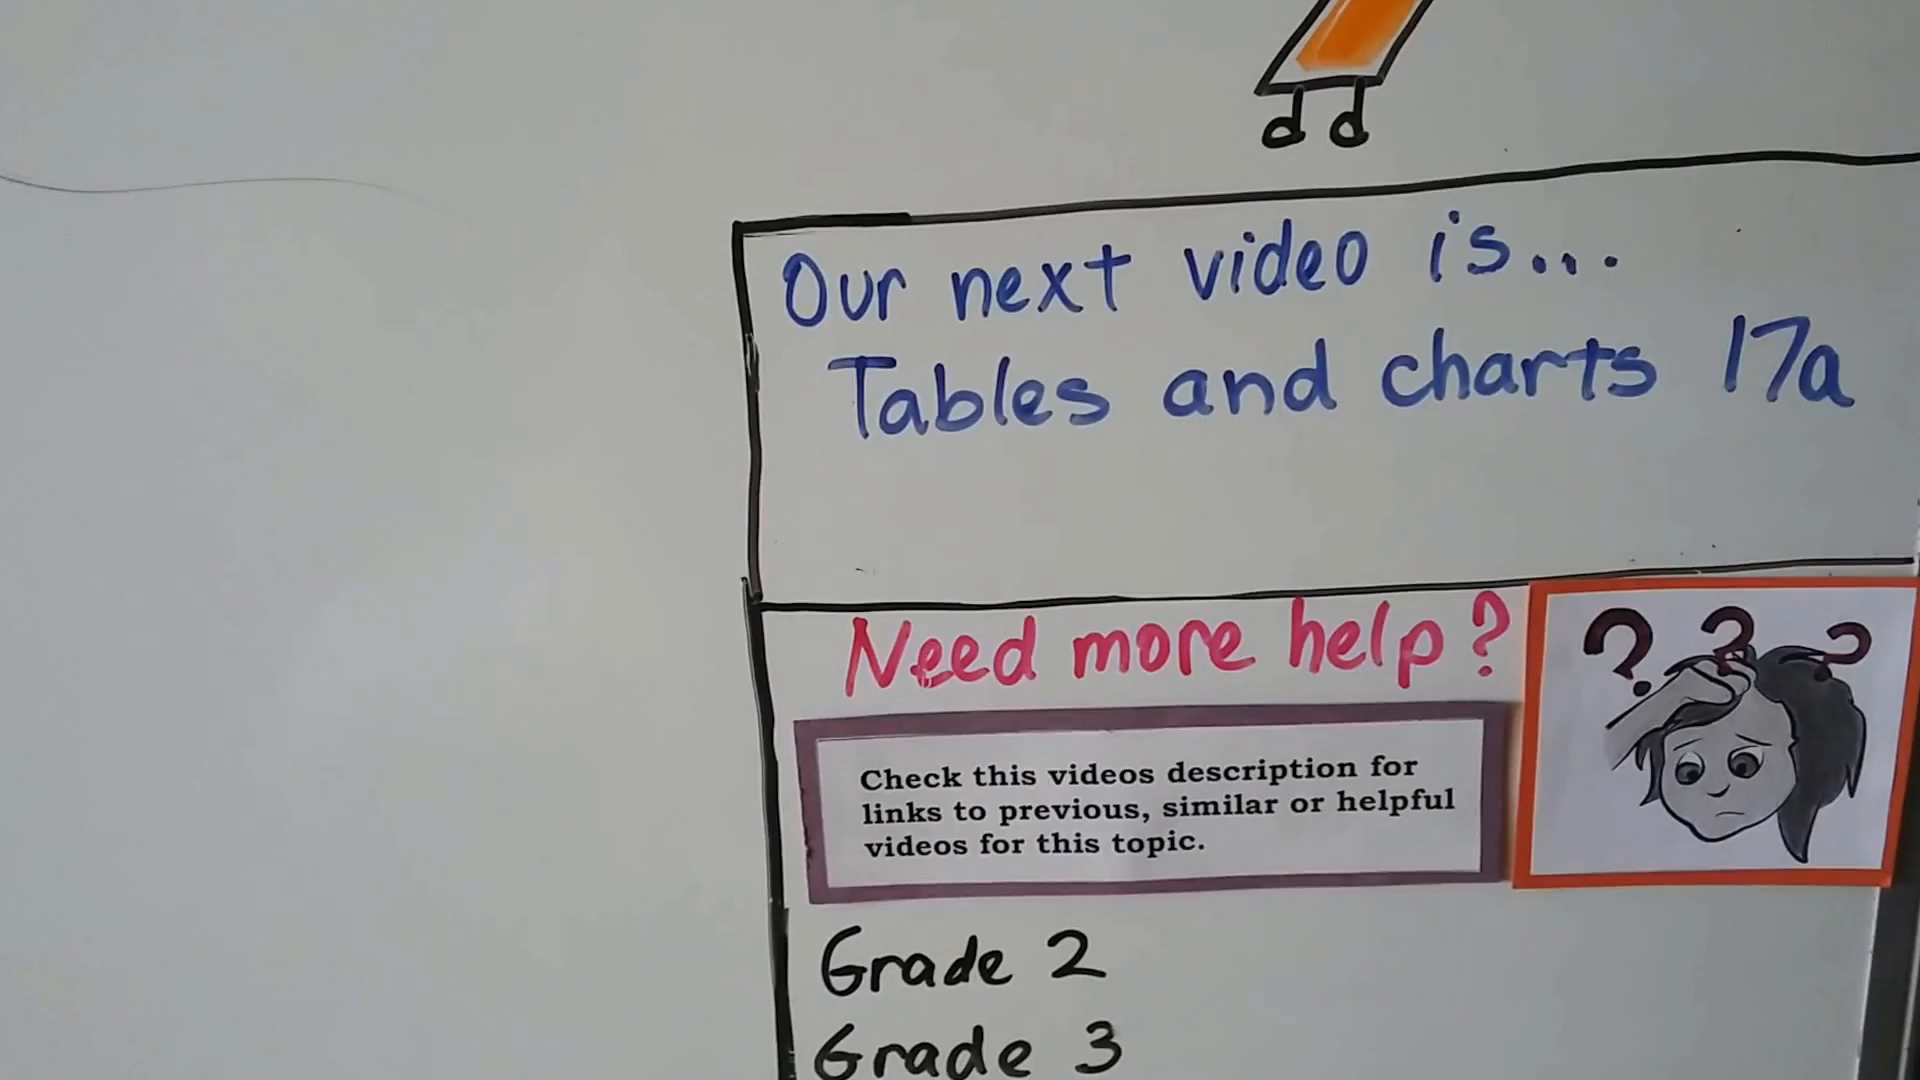 Our next video is...
Tables and charts 17a
Need more help?
? ? ?
Check this videos description for
links to previous, similar or helpful
videos for this topic.
Grade 2
Grade 3